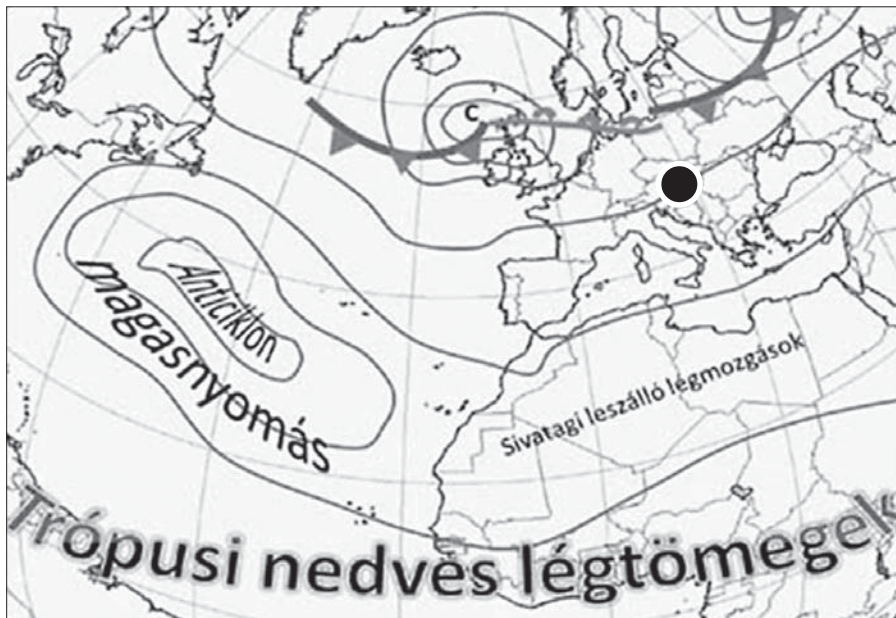 C
Anticiklon
magasnyomás
Sivatagi leszálló légmozgások
Trópusi nedves légtömegek